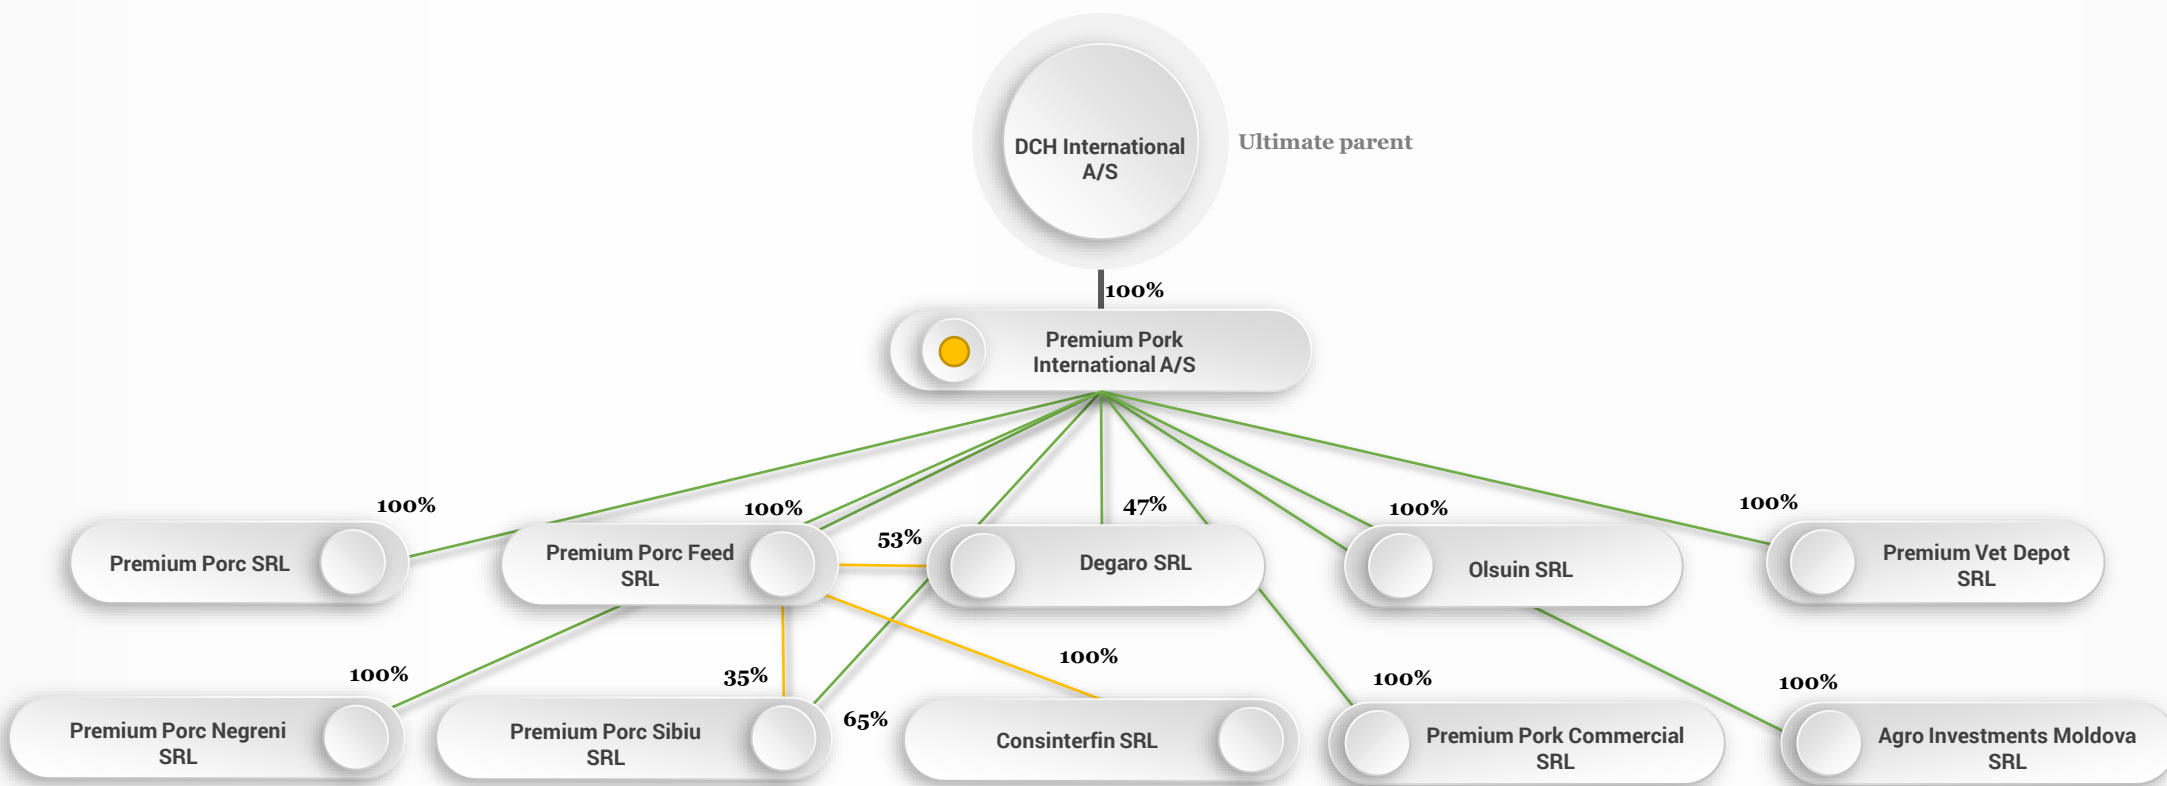 DCH International
A/S
Ultimate parent
100%
Premium Pork
International A/S
100%
100%
53%
47%
100%
100%
Premium Porc SRL
Premium Porc Feed
SRL
Degaro SRL
Olsuin SRL
Premium Vet Depot
SRL
100%
35%
65%
100%
100%
100%
Premium Porc Negreni
SRL
Premium Porc Sibiu
SRL
Consinterfin SRL
Premium Pork Commercial
SRL
Agro Investments Moldova
SRL